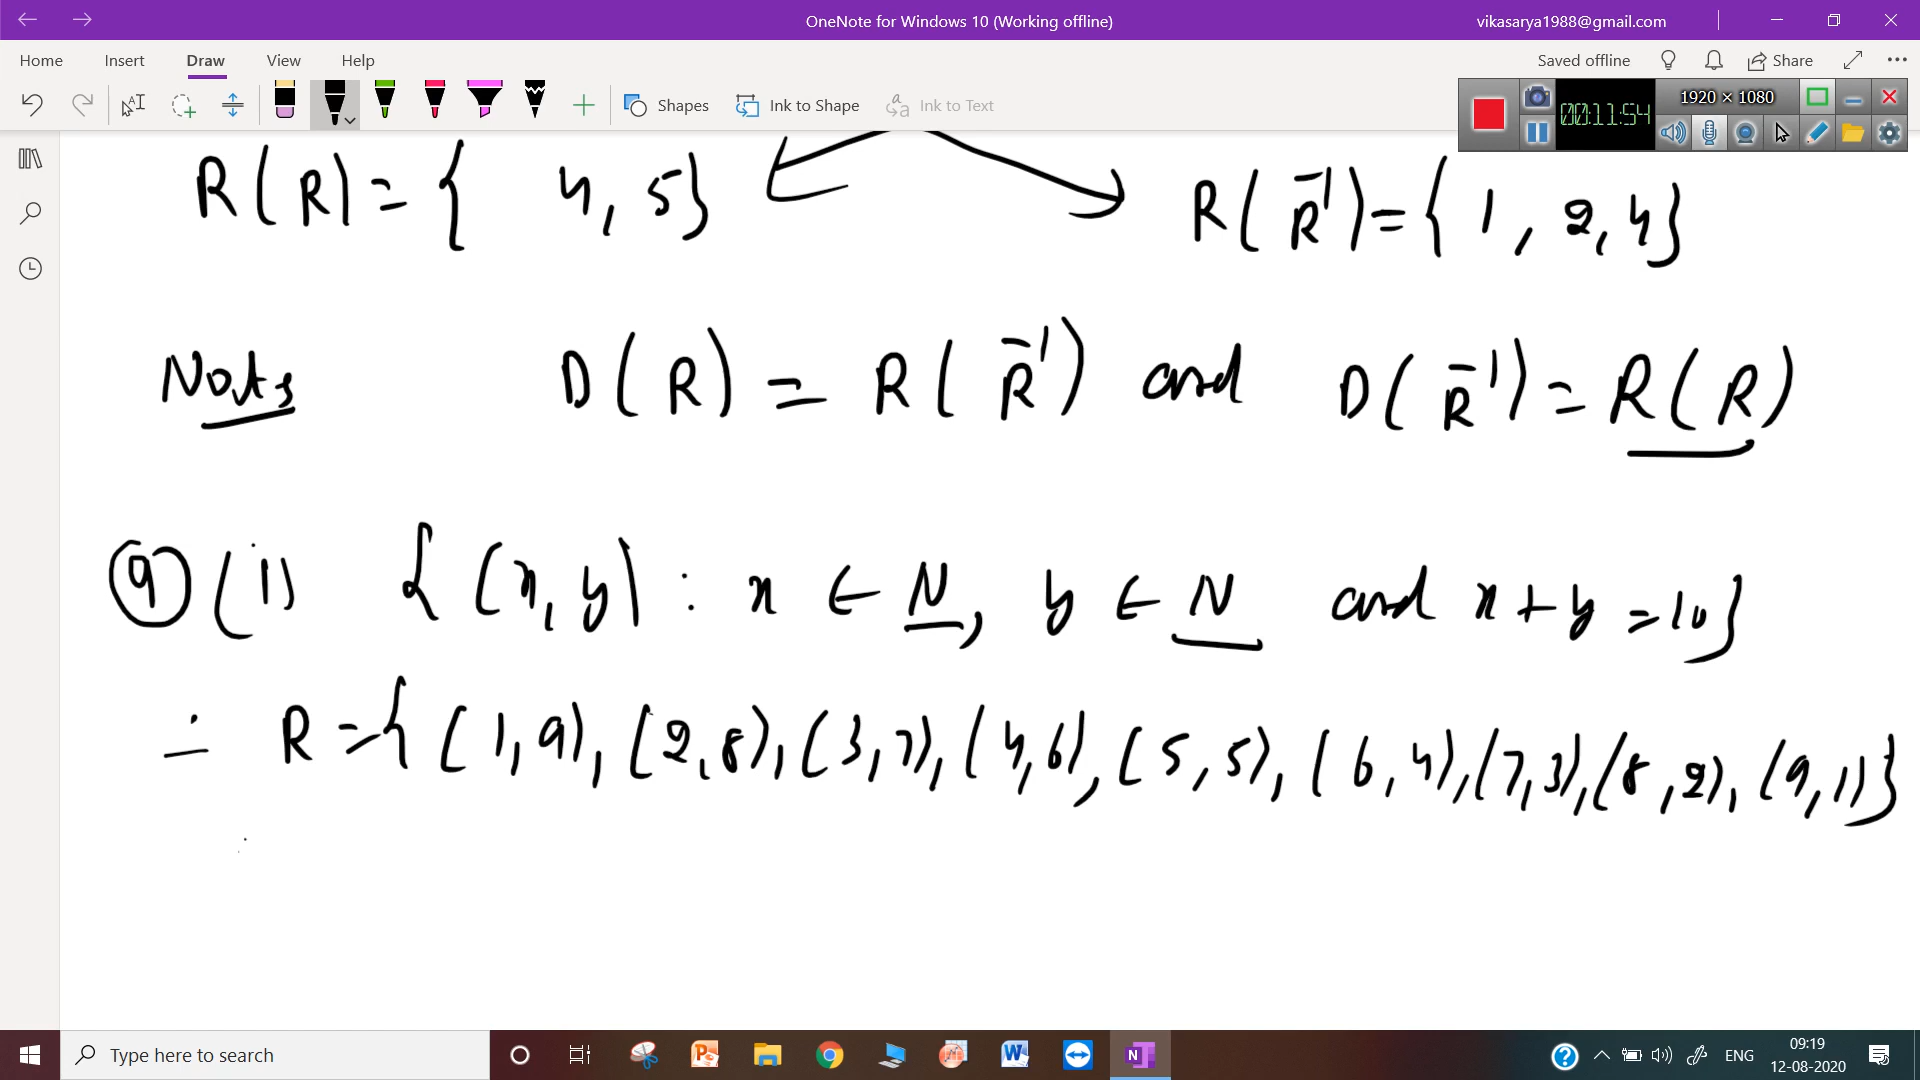 OneNote for Windows 10 (Working offline)
vikasarya1988@gmail.com
Home Insert Draw View Help
Saved offline Share
Shapes Ink to Shape Ink to Text
1920 × 1080
00:11:54
R(R) = { 4, 5}
R(R⁻¹) = { 1, 2, 4}
Note D(R) = R(R⁻¹) and D(R⁻¹) = R(R)
9 (i) { (x, y) : x ∈ N, y ∈ N and x + y = 10}
∴ R = { (1, 9), (2, 8), (3, 7), (4, 6), (5, 5), (6, 4), (7, 3), (8, 2), (9, 1)}
Type here to search
ENG
09:19
12-08-2020